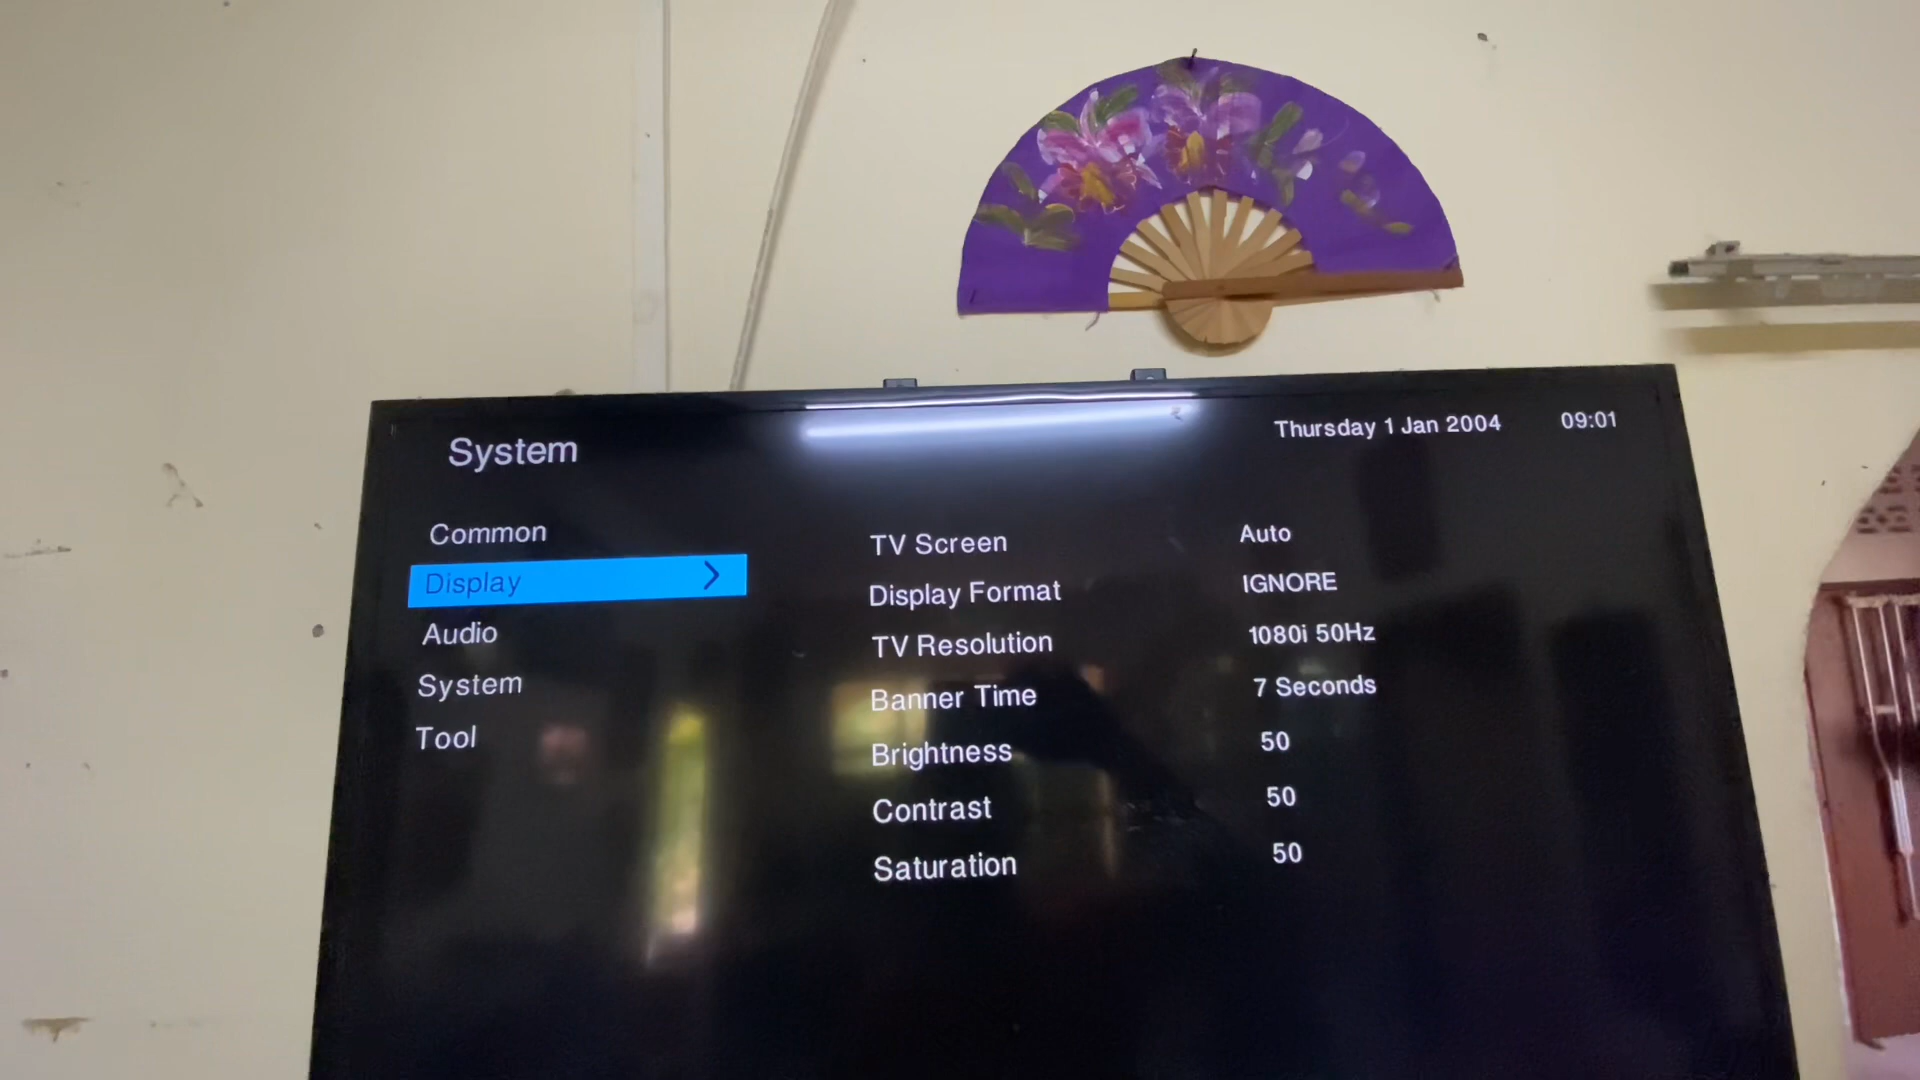 System
Thursday 1 Jan 2004 09:01
Common
Display
Audio
System
Tool
TV Screen Auto
Display Format IGNORE
TV Resolution 1080i 50Hz
Banner Time 7 Seconds
Brightness 50
Contrast 50
Saturation 50